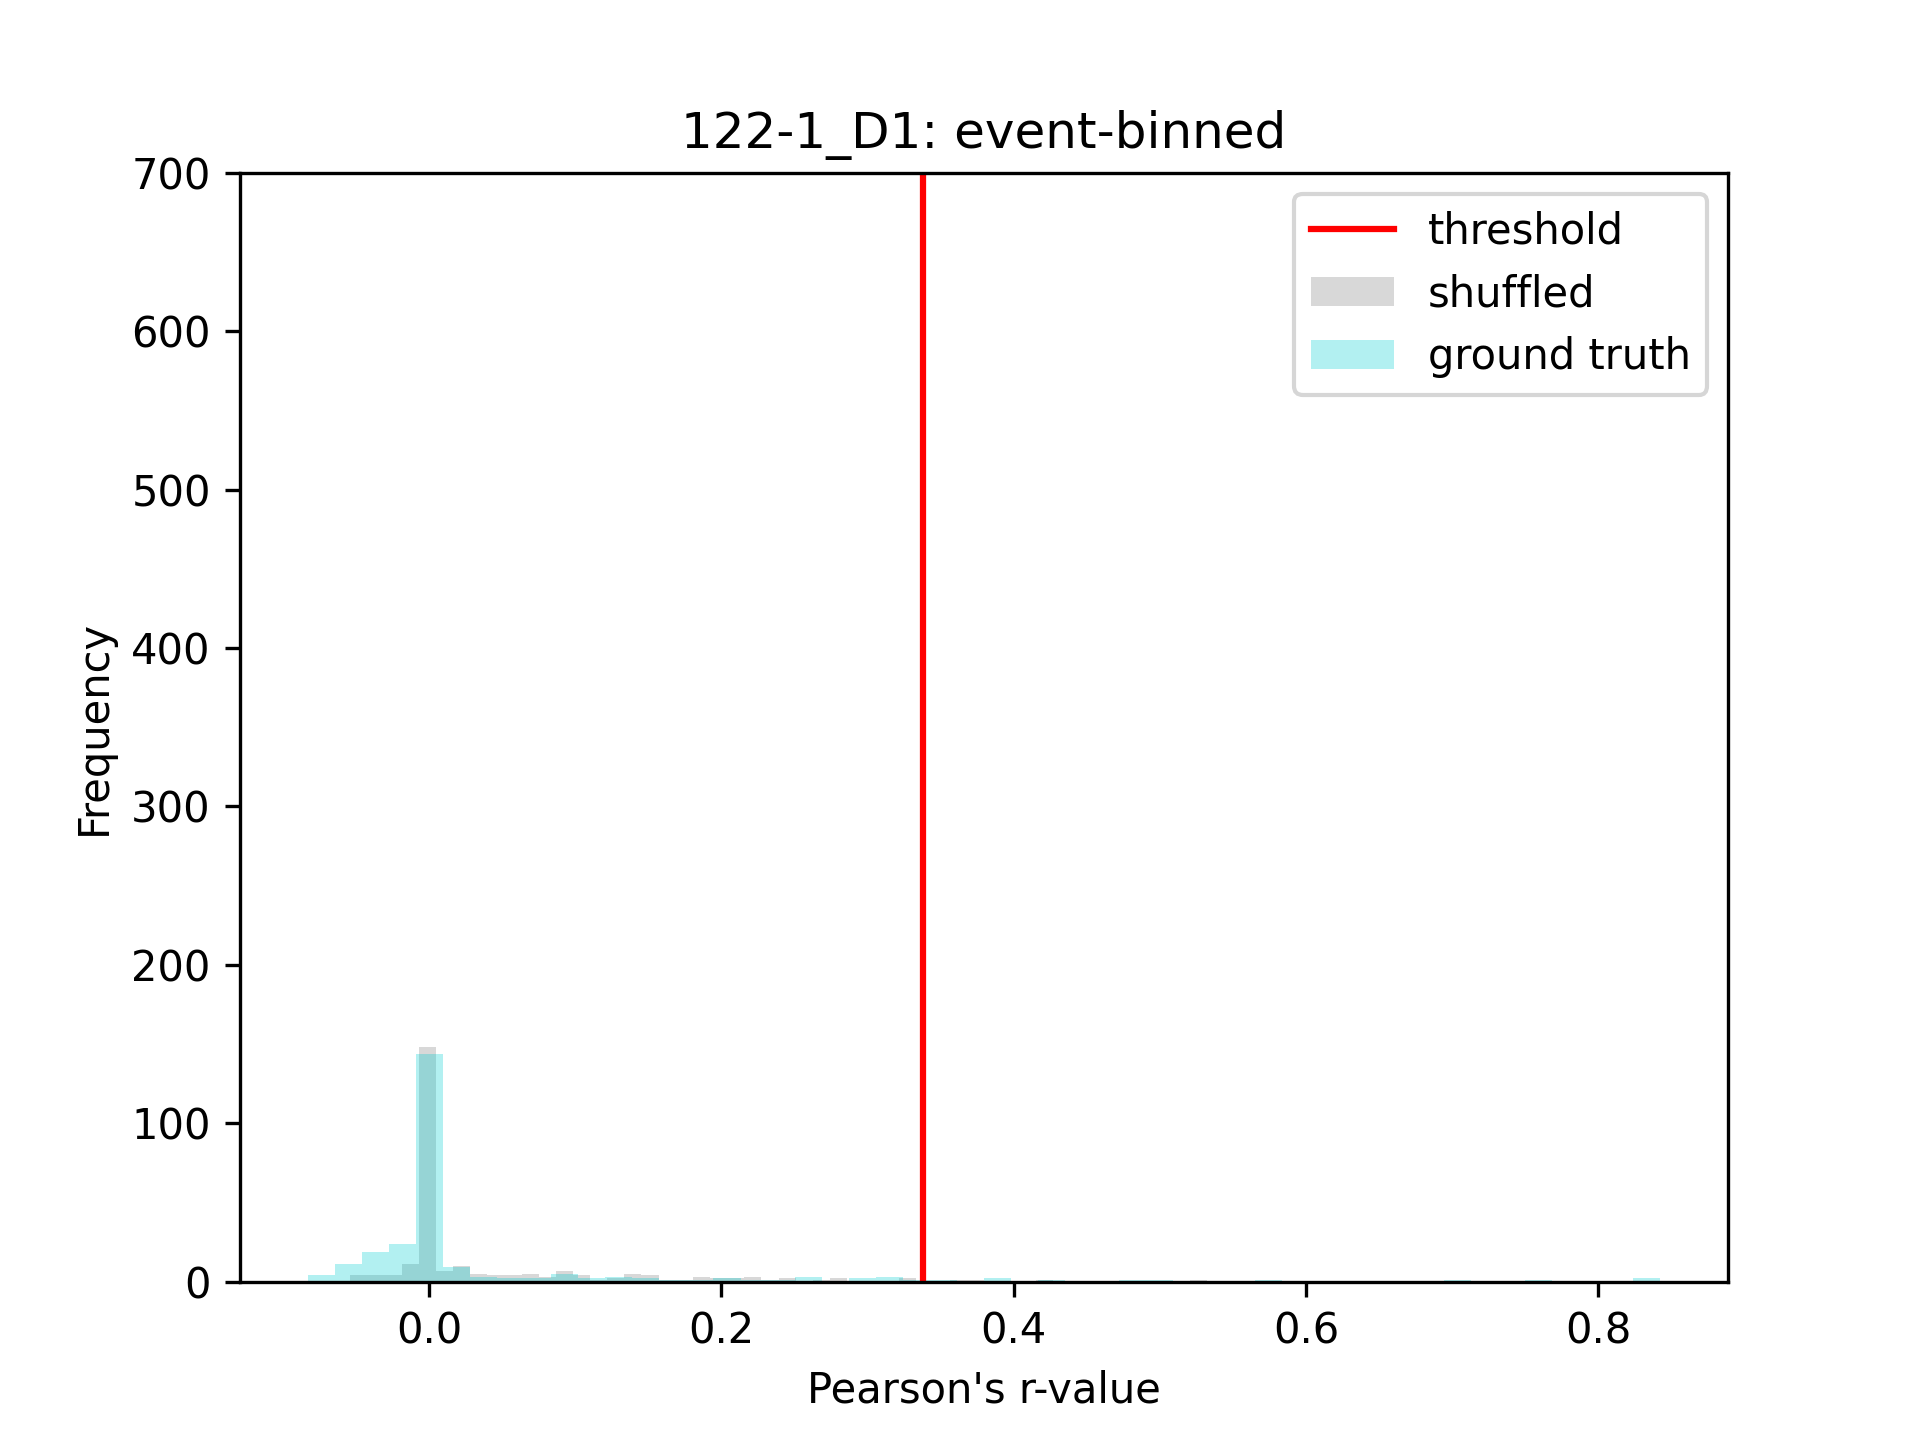 122-1_D1: event-binned
700
600
500
400
300
200
100
0
Frequency
threshold
shuffled
ground truth
0.0 0.2 0.4 0.6 0.8
Pearson's r-value